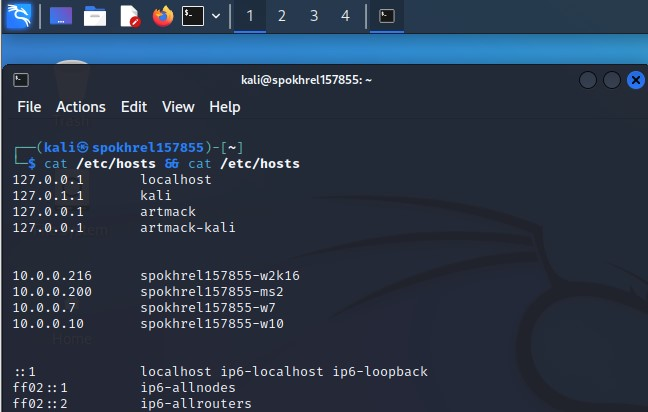 1 2 3 4
kali@spokhrel157855: ~
File Actions Edit View Help
┌──(kali㉿spokhrel157855)-[~]
└─$ cat /etc/hosts && cat /etc/hosts
127.0.0.1 localhost
127.0.1.1 kali
127.0.0.1 artmack
127.0.0.1 artmack-kali
10.0.0.216 spokhrel157855-w2k16
10.0.0.200 spokhrel157855-ms2
10.0.0.7 spokhrel157855-w7
10.0.0.10 spokhrel157855-w10
::1 localhost ip6-localhost ip6-loopback
ff02::1 ip6-allnodes
ff02::2 ip6-allrouters
Trash
Home